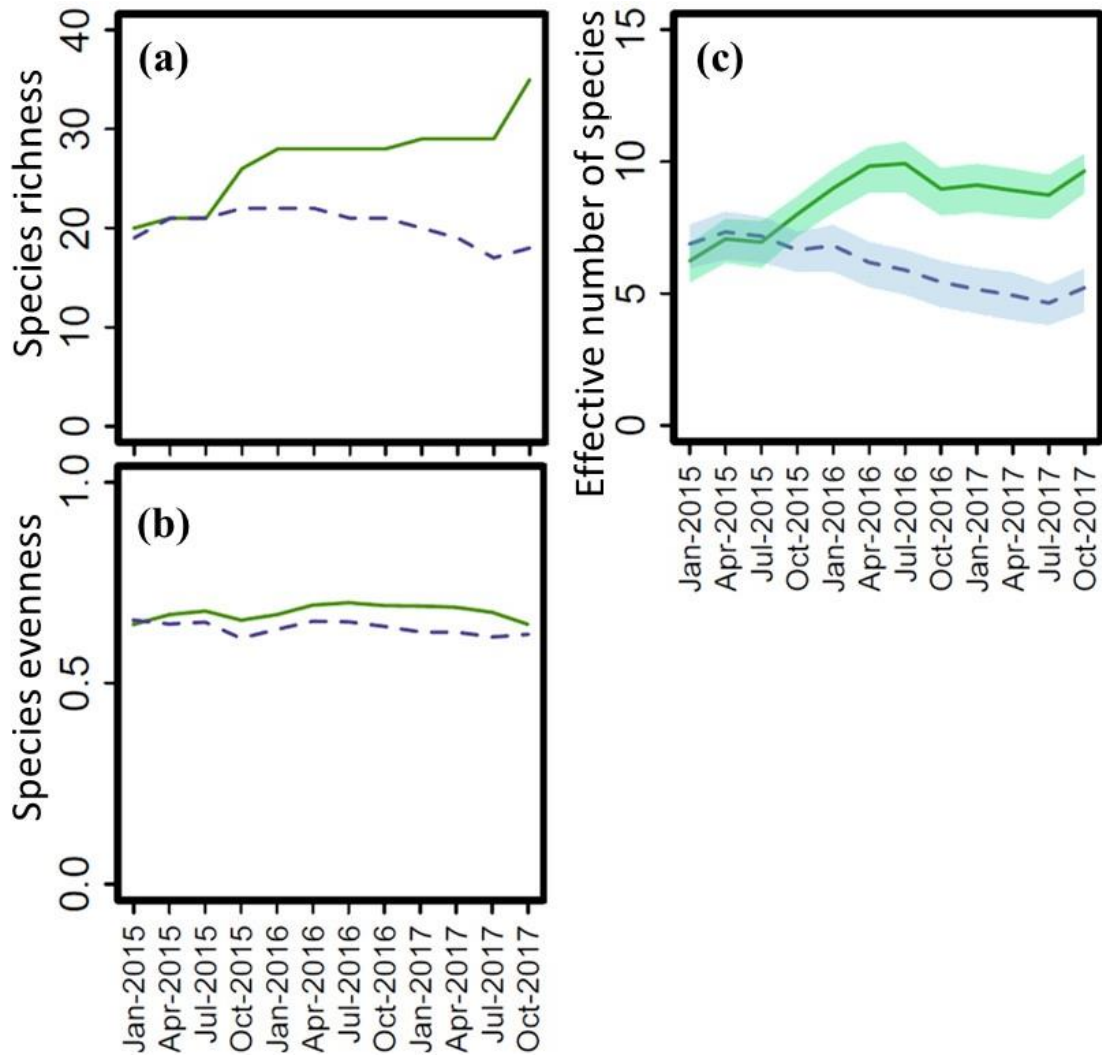 (a)
Species richness
40
30
20
10
0
(b)
Species evenness
1.0
0.5
0.0
Jan-2015
Apr-2015
Jul-2015
Oct-2015
Jan-2016
Apr-2016
Jul-2016
Oct-2016
Jan-2017
Apr-2017
Jul-2017
Oct-2017
(c)
Effective number of species
15
10
5
0
Jan-2015
Apr-2015
Jul-2015
Oct-2015
Jan-2016
Apr-2016
Jul-2016
Oct-2016
Jan-2017
Apr-2017
Jul-2017
Oct-2017